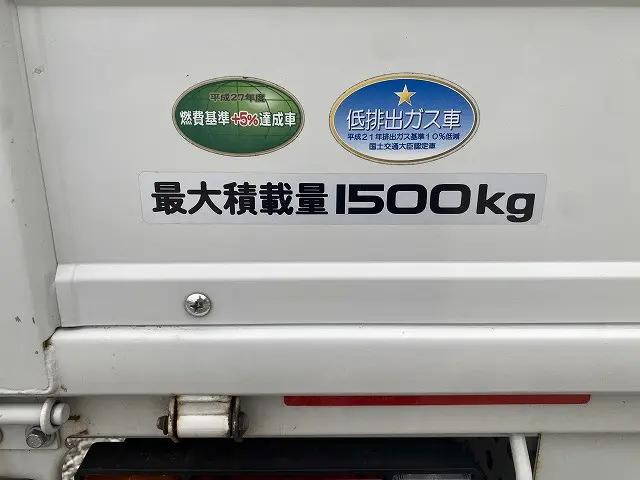 平成27年度
燃費基準+5%達成車
低排出ガス車
平成21年排出ガス基準10%低減
国土交通大臣認定車
最大積載量1500kg